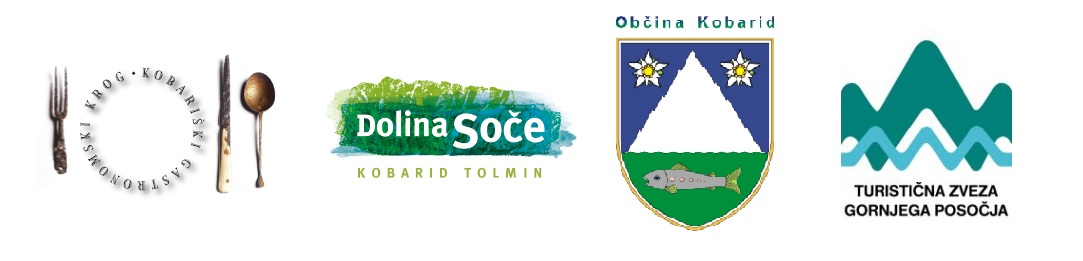 KOBARIŠKI GASTRONOMSKI KROG •
Dolina Soče
KOBARID TOLMIN
Občina Kobarid
TURISTIČNA ZVEZA
GORNJEGA POSOČJA